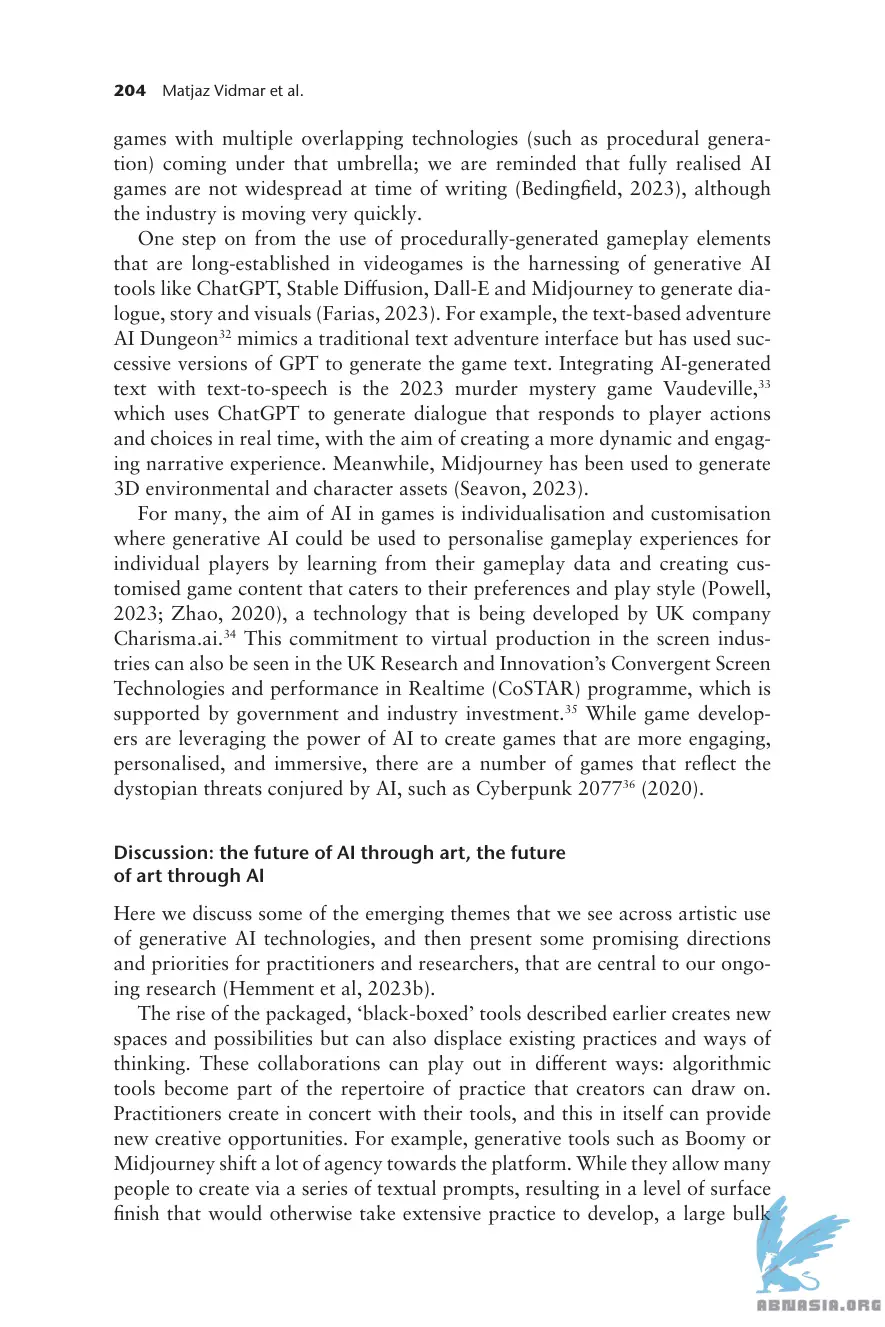 204 Matjaz Vidmar et al.
games with multiple overlapping technologies (such as procedural genera-
tion) coming under that umbrella; we are reminded that fully realised AI
games are not widespread at time of writing (Bedingfield, 2023), although
the industry is moving very quickly.
One step on from the use of procedurally-generated gameplay elements
that are long-established in videogames is the harnessing of generative AI
tools like ChatGPT, Stable Diffusion, Dall-E and Midjourney to generate dia-
logue, story and visuals (Farias, 2023). For example, the text-based adventure
AI Dungeon³² mimics a traditional text adventure interface but has used suc-
cessive versions of GPT to generate the game text. Integrating AI-generated
text with text-to-speech is the 2023 murder mystery game Vaudeville,³³
which uses ChatGPT to generate dialogue that responds to player actions
and choices in real time, with the aim of creating a more dynamic and engag-
ing narrative experience. Meanwhile, Midjourney has been used to generate
3D environmental and character assets (Seavon, 2023).
For many, the aim of AI in games is individualisation and customisation
where generative AI could be used to personalise gameplay experiences for
individual players by learning from their gameplay data and creating cus-
tomised game content that caters to their preferences and play style (Powell,
2023; Zhao, 2020), a technology that is being developed by UK company
Charisma.ai.³⁴ This commitment to virtual production in the screen indus-
tries can also be seen in the UK Research and Innovation’s Convergent Screen
Technologies and performance in Realtime (CoSTAR) programme, which is
supported by government and industry investment.³⁵ While game develop-
ers are leveraging the power of AI to create games that are more engaging,
personalised, and immersive, there are a number of games that reflect the
dystopian threats conjured by AI, such as Cyberpunk 2077³⁶ (2020).
Discussion: the future of AI through art, the future
of art through AI
Here we discuss some of the emerging themes that we see across artistic use
of generative AI technologies, and then present some promising directions
and priorities for practitioners and researchers, that are central to our ongo-
ing research (Hemment et al, 2023b).
The rise of the packaged, ‘black-boxed’ tools described earlier creates new
spaces and possibilities but can also displace existing practices and ways of
thinking. These collaborations can play out in different ways: algorithmic
tools become part of the repertoire of practice that creators can draw on.
Practitioners create in concert with their tools, and this in itself can provide
new creative opportunities. For example, generative tools such as Boomy or
Midjourney shift a lot of agency towards the platform. While they allow many
people to create via a series of textual prompts, resulting in a level of surface
finish that would otherwise take extensive practice to develop, a large bulk
ABNASIA.ORG